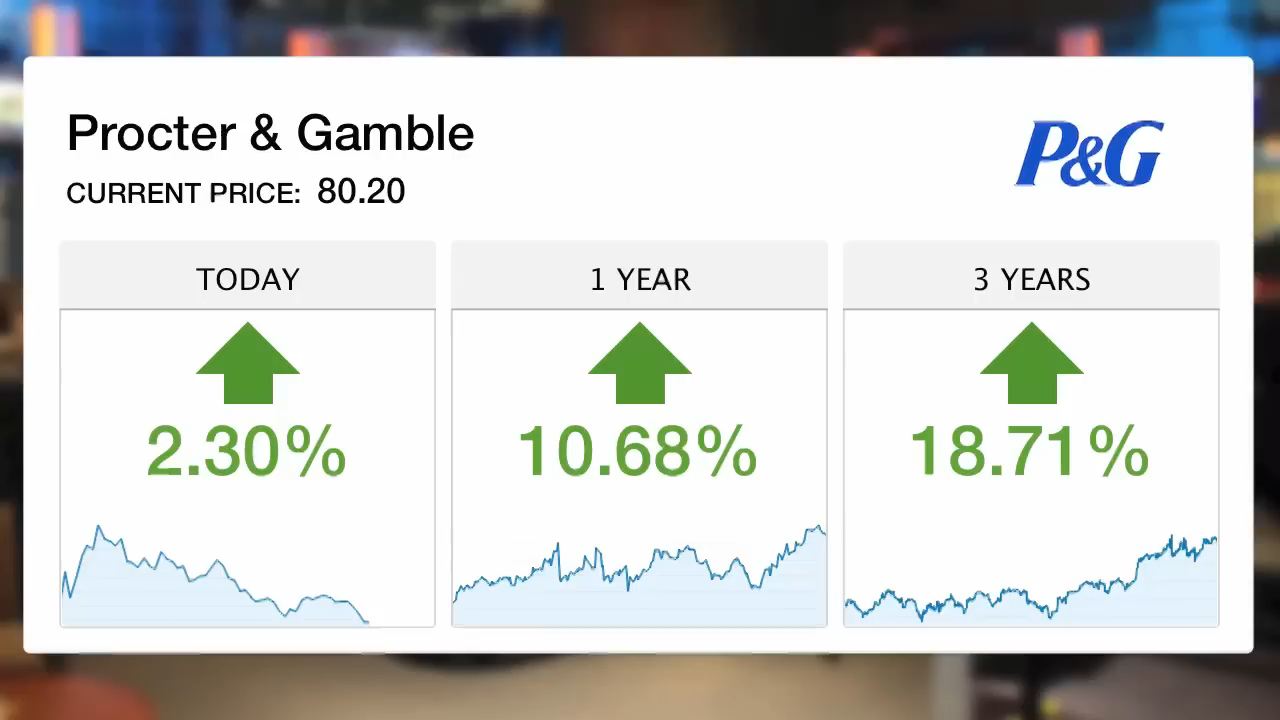 Procter & Gamble
P&G
CURRENT PRICE: 80.20
TODAY
1 YEAR
3 YEARS
2.30%
10.68%
18.71%